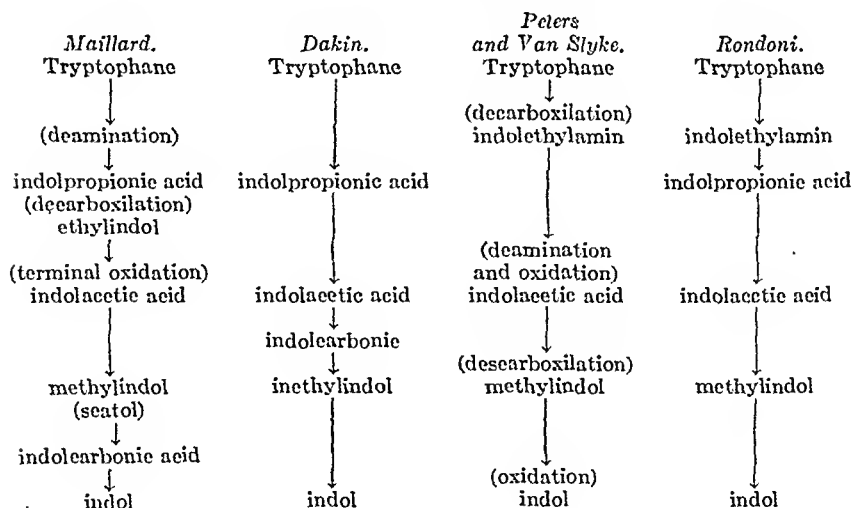 Maillard.
Tryptophane
(deamination)
indolpropionic acid
(decarboxilation)
ethylindol
(terminal oxidation)
indolacetic acid
methylindol
(scatol)
indolcarbonic acid
indol
Dakin.
Tryptophane
indolpropionic acid
indolacetic acid
indolcarbonic
methylindol
indol
Peters
and Van Slyke.
Tryptophane
(decarboxilation)
indolethylamin
(deamination
and oxidation)
indolacetic acid
(descarboxilation)
methylindol
(oxidation)
indol
Rondoni.
Tryptophane
indolethylamin
indolpropionic acid
indolacetic acid
methylindol
indol